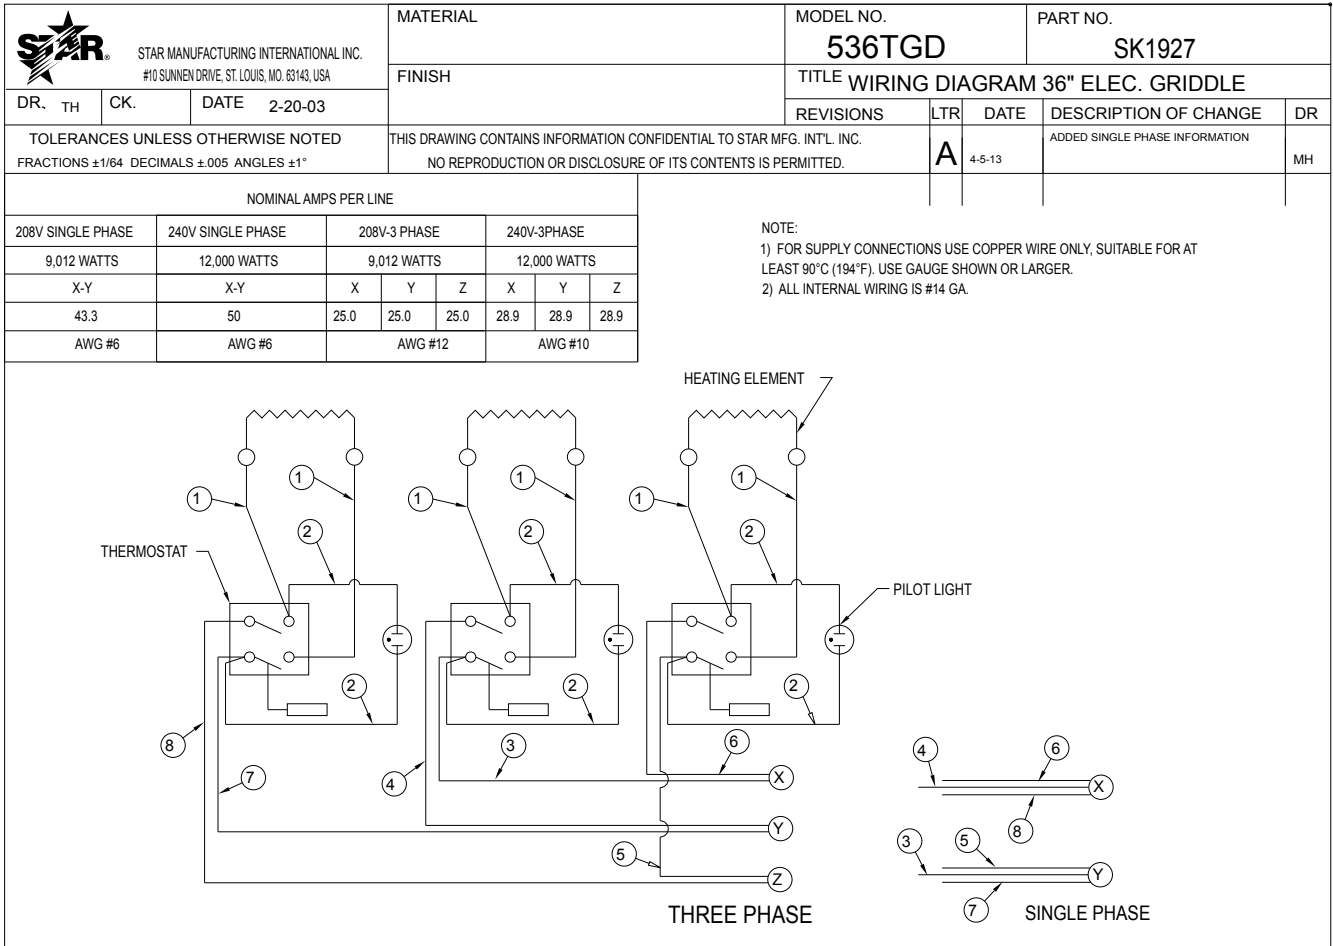 STAR®
STAR MANUFACTURING INTERNATIONAL INC.
#10 SUNNEN DRIVE, ST. LOUIS, MO. 63143, USA
DR. TH
CK.
DATE 2-20-03
MATERIAL
FINISH
MODEL NO.
536TGD
PART NO.
SK1927
TITLE WIRING DIAGRAM 36" ELEC. GRIDDLE
REVISIONS LTR DATE DESCRIPTION OF CHANGE DR
A 4-5-13 ADDED SINGLE PHASE INFORMATION MH
TOLERANCES UNLESS OTHERWISE NOTED
FRACTIONS ±1/64 DECIMALS ±.005 ANGLES ±1°
THIS DRAWING CONTAINS INFORMATION CONFIDENTIAL TO STAR MFG. INT'L. INC.
NO REPRODUCTION OR DISCLOSURE OF ITS CONTENTS IS PERMITTED.
NOMINAL AMPS PER LINE
208V SINGLE PHASE 240V SINGLE PHASE 208V-3 PHASE 240V-3PHASE
9,012 WATTS 12,000 WATTS 9,012 WATTS 12,000 WATTS
X-Y X-Y X Y Z X Y Z
43.3 50 25.0 25.0 25.0 28.9 28.9 28.9
AWG #6 AWG #6 AWG #12 AWG #10
NOTE:
1) FOR SUPPLY CONNECTIONS USE COPPER WIRE ONLY, SUITABLE FOR AT
LEAST 90°C (194°F). USE GAUGE SHOWN OR LARGER.
2) ALL INTERNAL WIRING IS #14 GA.
HEATING ELEMENT
1 1 1 1 1 1
2 2 2
THERMOSTAT
PILOT LIGHT
2 2 2
8 3 6
7 4
X
Y
5
Z
THREE PHASE
4 6
X
8
3 5
Y
7
SINGLE PHASE